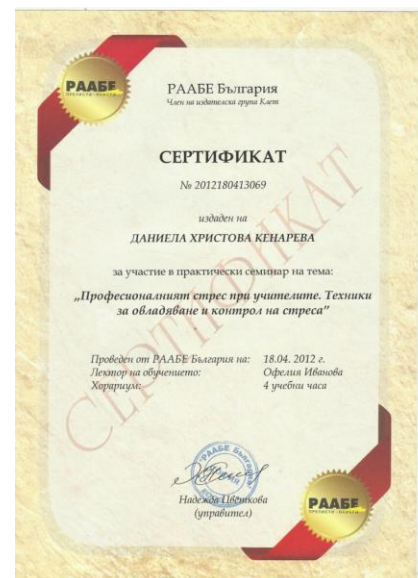 РААБЕ
РААБЕ България
Член на издателска група Клет
СЕРТИФИКАТ
№ 2012180413069
издаден на
ДАНИЕЛА ХРИСТОВА КЕНАРЕВА
за участие в практически семинар на тема:
„Професионалният стрес при учителите. Техники
за овладяване и контрол на стреса”
Проведен от РААБЕ България на: 18.04. 2012 г.
Лектор на обучението: Офелия Иванова
Хорариум: 4 учебни часа
СЕРТИФИКАТ
РААБЕ България
Надежда Цветкова
(управител)
РААБЕ